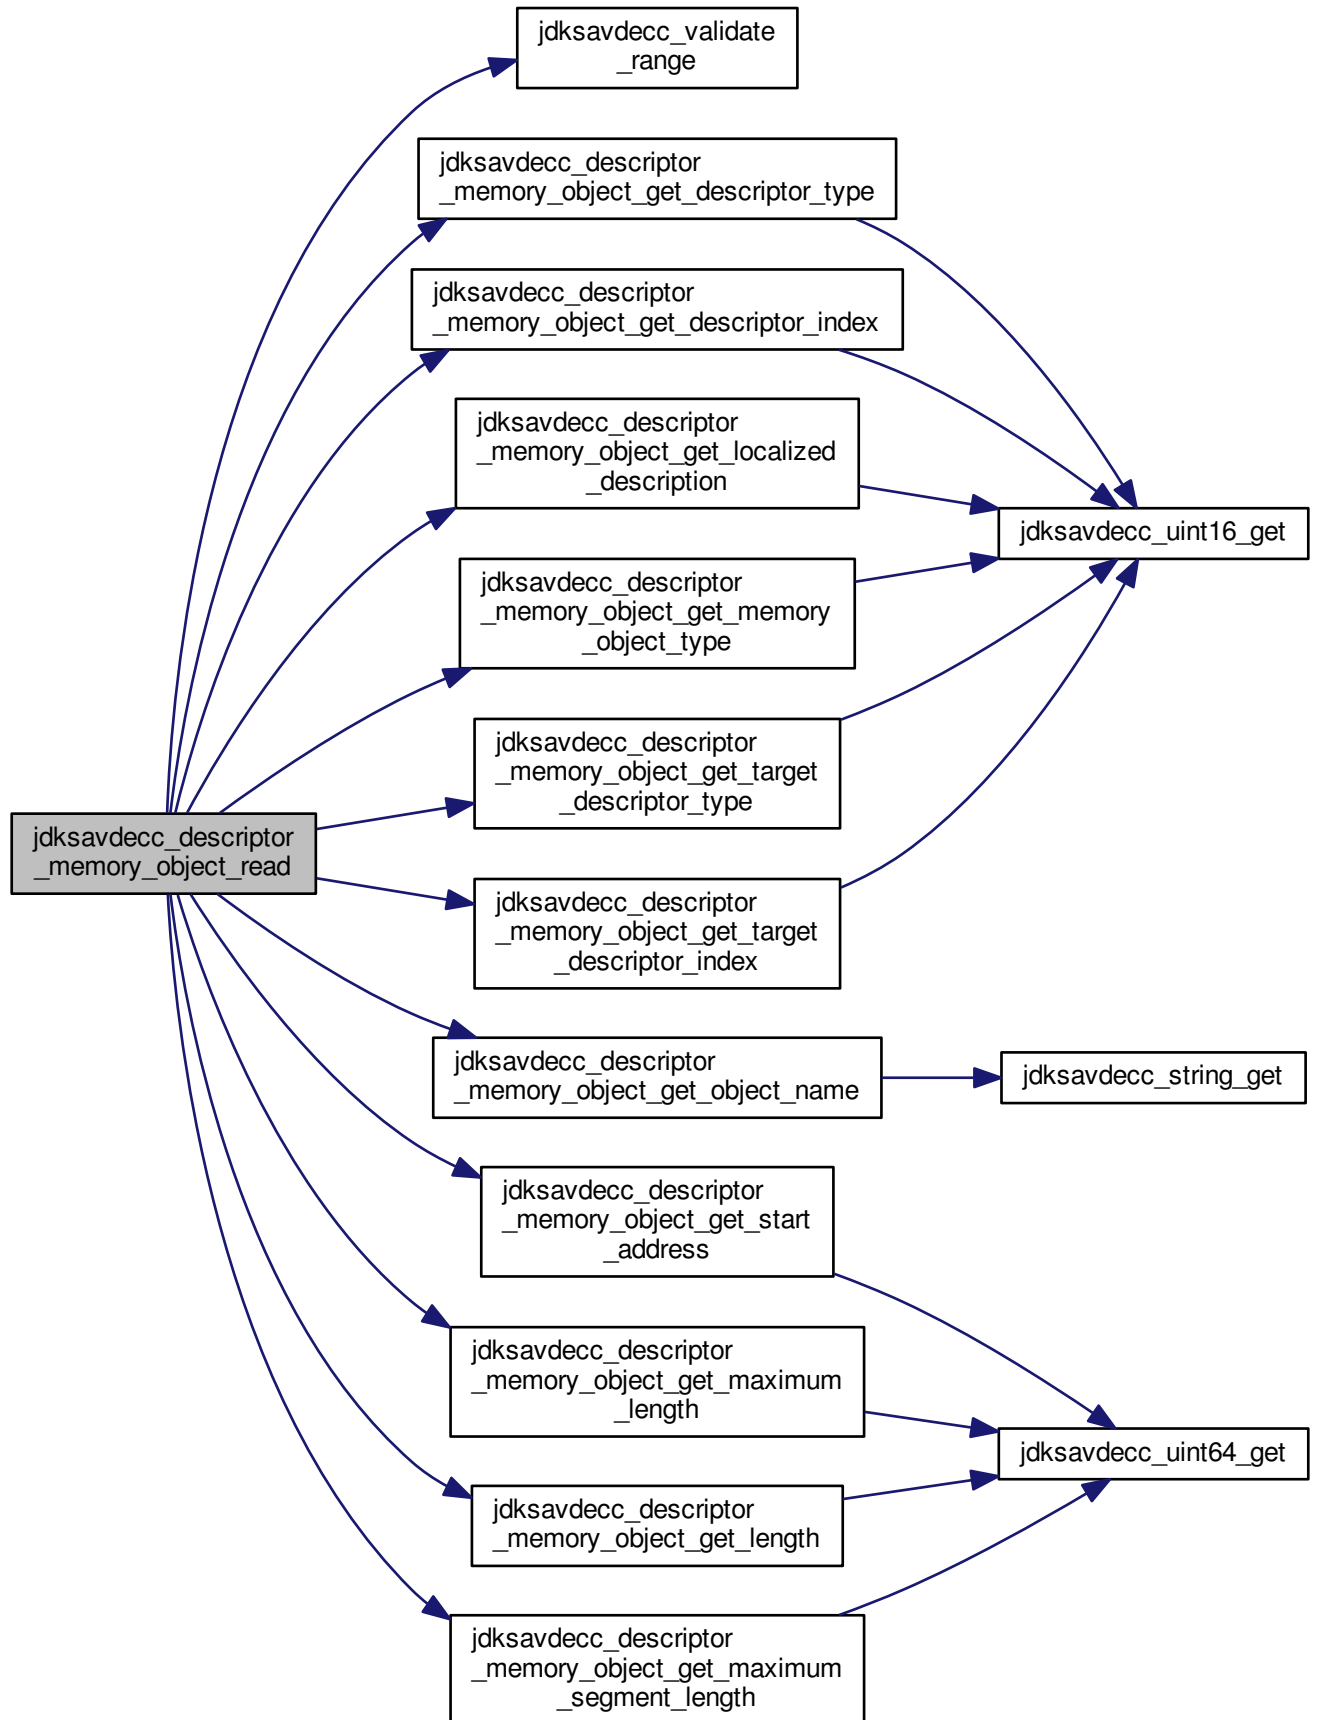 jdksavdecc_validate
_range
jdksavdecc_descriptor
_memory_object_get_descriptor_type
jdksavdecc_descriptor
_memory_object_get_descriptor_index
jdksavdecc_descriptor
_memory_object_get_localized
_description
jdksavdecc_uint16_get
jdksavdecc_descriptor
_memory_object_get_memory
_object_type
jdksavdecc_descriptor
_memory_object_get_target
_descriptor_type
jdksavdecc_descriptor
_memory_object_read
jdksavdecc_descriptor
_memory_object_get_target
_descriptor_index
jdksavdecc_descriptor
_memory_object_get_object_name
jdksavdecc_string_get
jdksavdecc_descriptor
_memory_object_get_start
_address
jdksavdecc_descriptor
_memory_object_get_maximum
_length
jdksavdecc_uint64_get
jdksavdecc_descriptor
_memory_object_get_length
jdksavdecc_descriptor
_memory_object_get_maximum
_segment_length